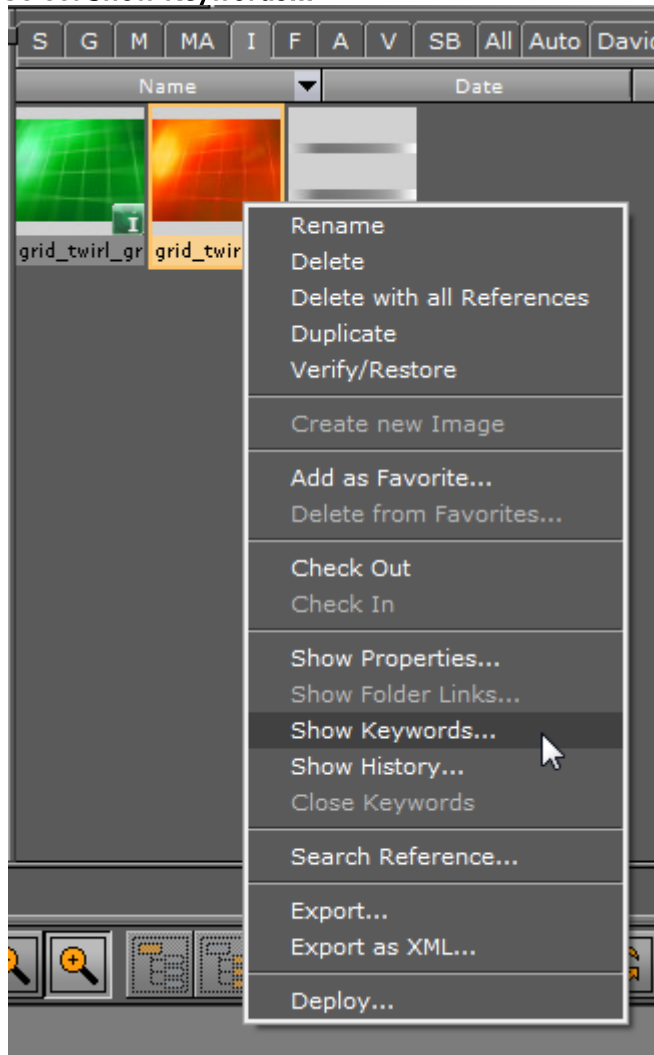 S G M MA I F A V SB All Auto
Name Date
I
grid_twirl_gr
Rename
Delete
Delete with all References
Duplicate
Verify/Restore
Create new Image
Add as Favorite...
Delete from Favorites...
Check Out
Check In
Show Properties...
Show Folder Links...
Show Keywords...
Show History...
Close Keywords
Search Reference...
Export...
Export as XML...
Deploy...